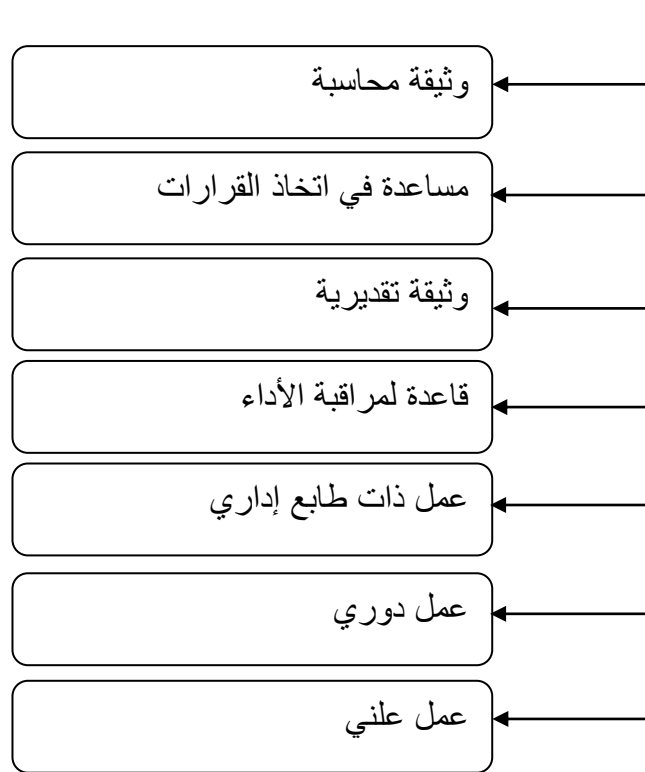 وثيقة محاسبة
مساعدة في اتخاذ القرارات
وثيقة تقديرية
قاعدة لمراقبة الأداء
عمل ذات طابع إداري
عمل دوري
عمل علني